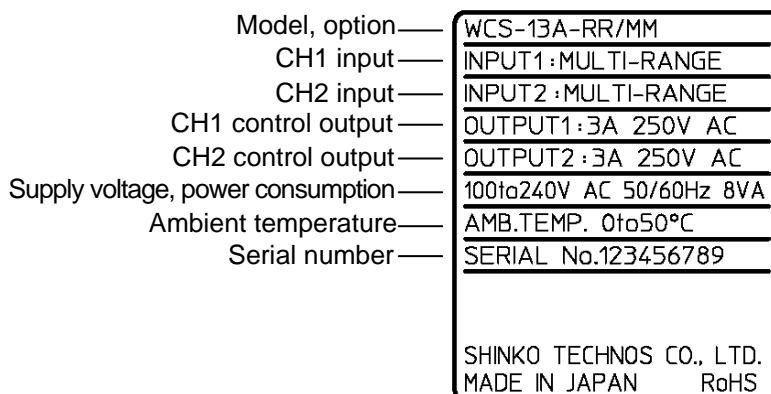 Model, option WCS-13A-RR/MM
CH1 input INPUT1:MULTI-RANGE
CH2 input INPUT2:MULTI-RANGE
CH1 control output OUTPUT1:3A 250V AC
CH2 control output OUTPUT2:3A 250V AC
Supply voltage, power consumption 100to240V AC 50/60Hz 8VA
Ambient temperature AMB.TEMP. 0to50°C
Serial number SERIAL No.123456789
SHINKO TECHNOS CO., LTD.
MADE IN JAPAN RoHS